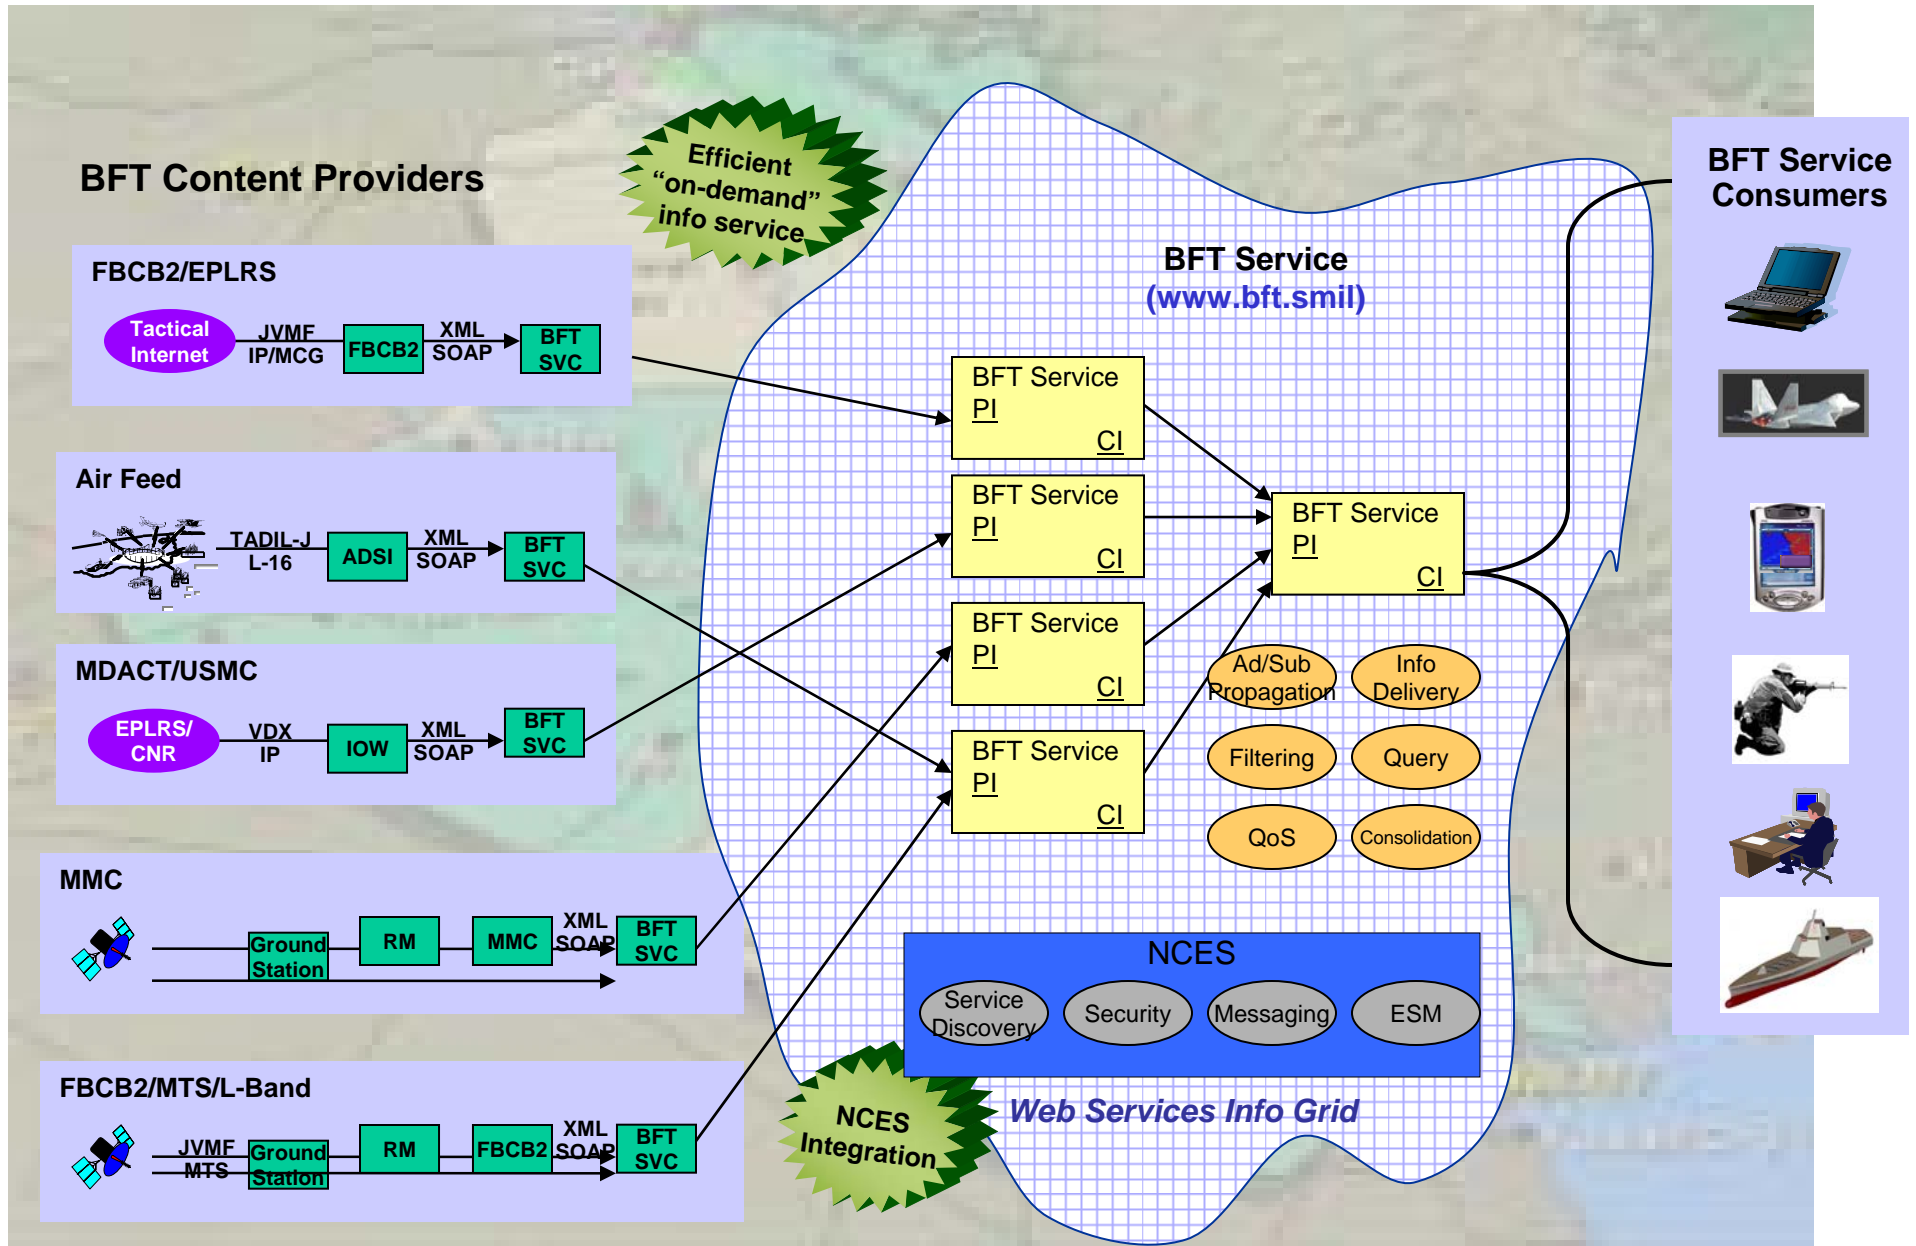 BFT Content Providers
Efficient
“on-demand”
info service
FBCB2/EPLRS
Tactical
Internet
JVMF
IP/MCG
FBCB2
XML
SOAP
BFT
SVC
Air Feed
TADIL-J
L-16
ADSI
XML
SOAP
BFT
SVC
MDACT/USMC
EPLRS/
CNR
VDX
IP
IOW
XML
SOAP
BFT
SVC
MMC
Ground
Station
RM
MMC
XML
SOAP
BFT
SVC
FBCB2/MTS/L-Band
JVMF
MTS
Ground
Station
RM
FBCB2
XML
SOAP
BFT
SVC
BFT Service
(www.bft.smil)
BFT Service
PI
CI
BFT Service
PI
CI
BFT Service
PI
CI
BFT Service
PI
CI
BFT Service
PI
CI
Ad/Sub
Propagation
Info
Delivery
Filtering
Query
QoS
Consolidation
NCES
Service
Discovery
Security
Messaging
ESM
NCES
Integration
Web Services Info Grid
BFT Service
Consumers